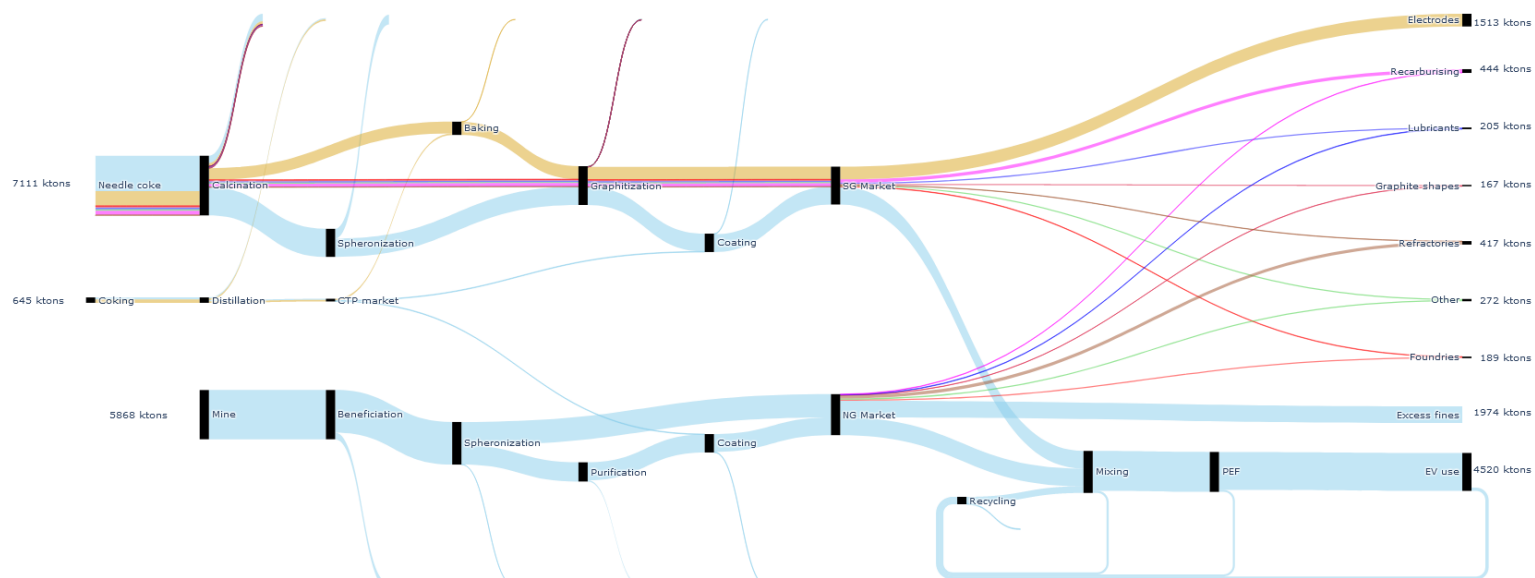 Electrodes 1513 ktons
Recarburising 444 ktons
Lubricants 205 ktons
Baking
7111 ktons Needle coke Calcination Graphitization SG Market Graphite shapes 167 ktons
Spheronization Coating Refractories 417 ktons
645 ktons Coking Distillation CTP market Other 272 ktons
Foundries 189 ktons
5868 ktons Mine Beneficiation NG Market Excess fines 1974 ktons
Spheronization Coating
Purification Mixing PEF EV use 4520 ktons
Recycling